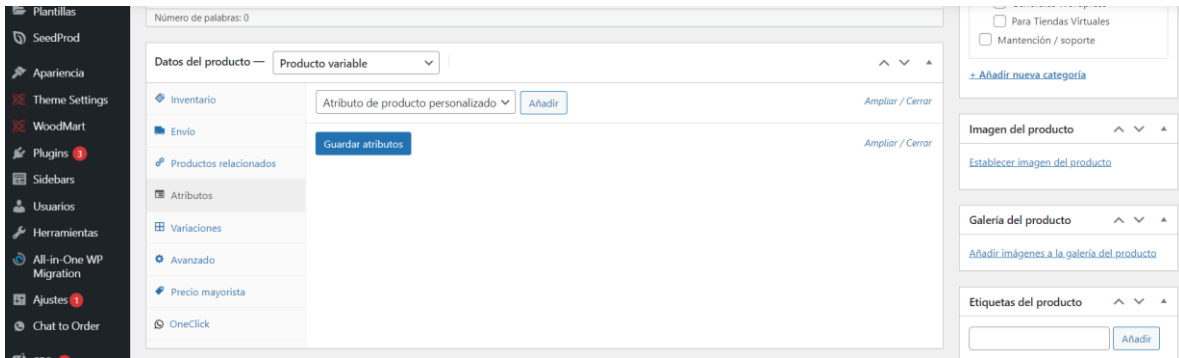 Plantillas
SeedProd
Apariencia
Theme Settings
WoodMart
Plugins 3
Sidebars
Usuarios
Herramientas
All-in-One WP
Migration
Ajustes 1
Chat to Order
Número de palabras: 0
Datos del producto — Producto variable
Inventario
Envío
Productos relacionados
Atributos
Variaciones
Avanzado
Precio mayorista
OneClick
Atributo de producto personalizado Añadir Ampliar / Cerrar
Guardar atributos Ampliar / Cerrar
Para Tiendas Virtuales
Mantención / soporte
+ Añadir nueva categoría
Imagen del producto
Establecer imagen del producto
Galería del producto
Añadir imágenes a la galería del producto
Etiquetas del producto
Añadir